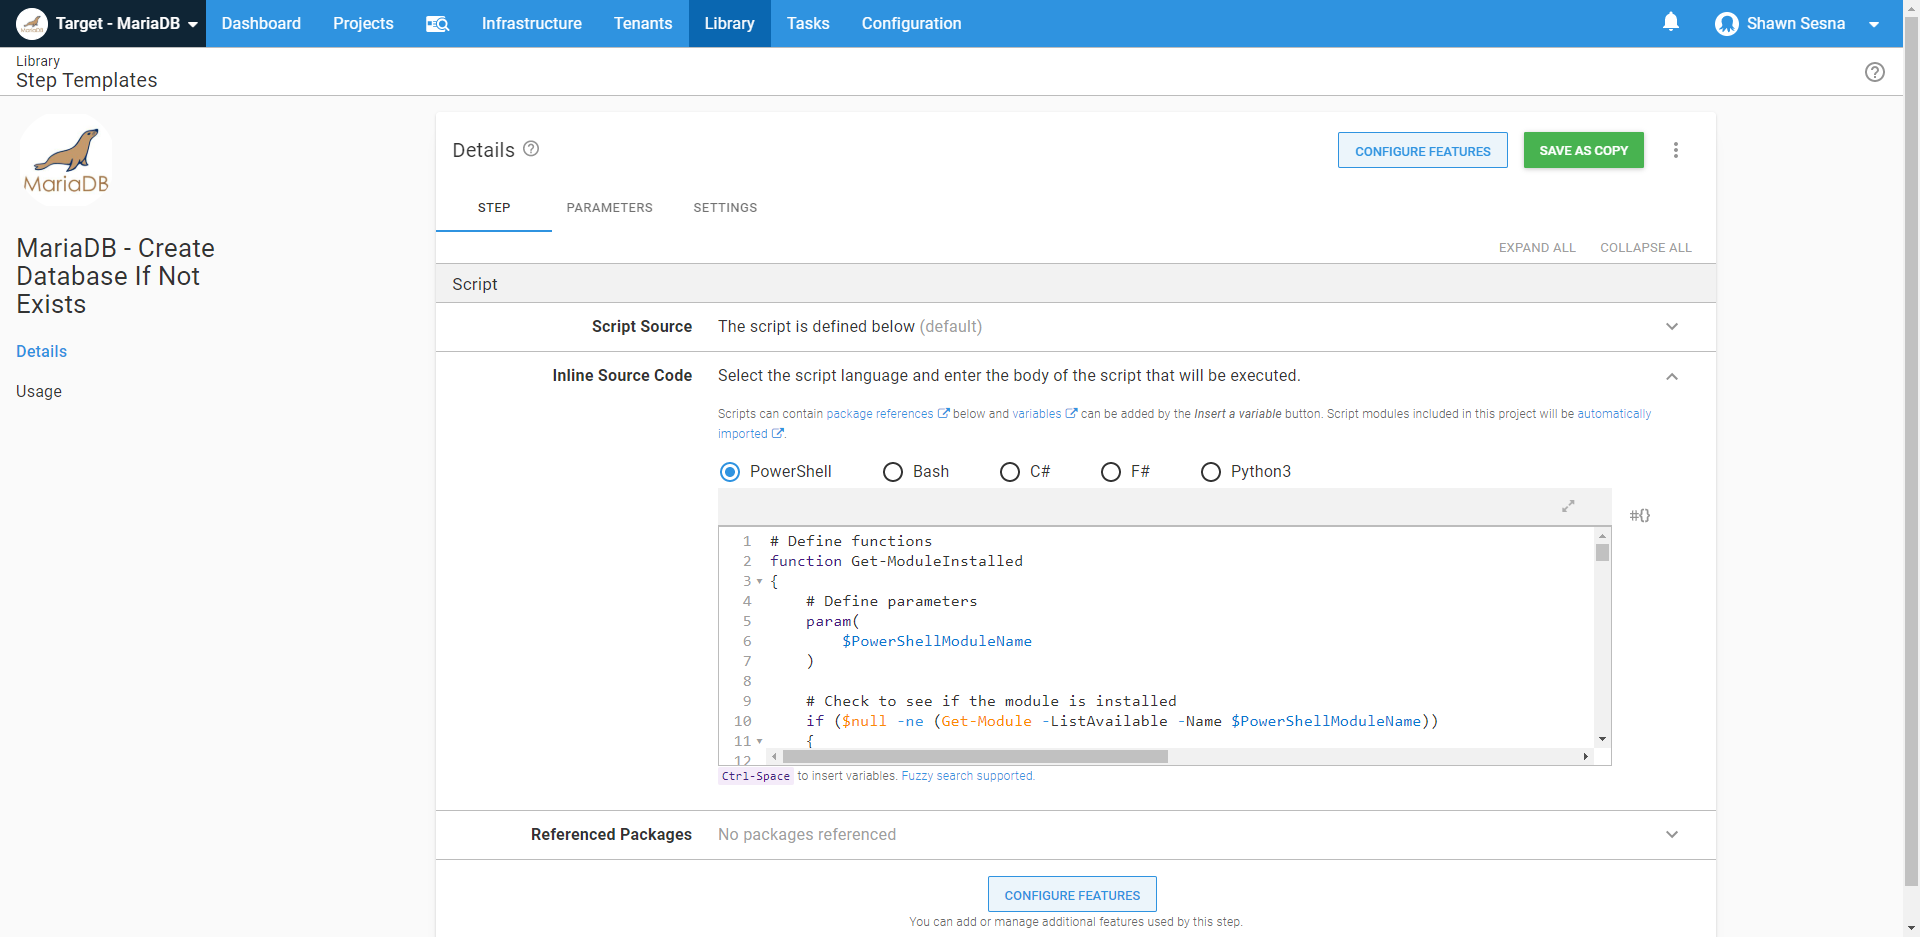 Target - MariaDB
Dashboard
Projects
Infrastructure
Tenants
Library
Tasks
Configuration
Shawn Sesna
Library
Step Templates
MariaDB
MariaDB - Create
Database If Not
Exists
Details
Usage
Details
CONFIGURE FEATURES
SAVE AS COPY
STEP
PARAMETERS
SETTINGS
EXPAND ALL
COLLAPSE ALL
Script
Script Source
The script is defined below (default)
Inline Source Code
Select the script language and enter the body of the script that will be executed.
Scripts can contain package references below and variables can be added by the Insert a variable button. Script modules included in this project will be automatically
imported .
PowerShell
Bash
C#
F#
Python3
#{}
1 # Define functions
2 function Get-ModuleInstalled
3 {
4 # Define parameters
5 param(
6 $PowerShellModuleName
7 )
8
9 # Check to see if the module is installed
10 if ($null -ne (Get-Module -ListAvailable -Name $PowerShellModuleName))
11 {
12
Ctrl-Space to insert variables. Fuzzy search supported.
Referenced Packages
No packages referenced
CONFIGURE FEATURES
You can add or manage additional features used by this step.